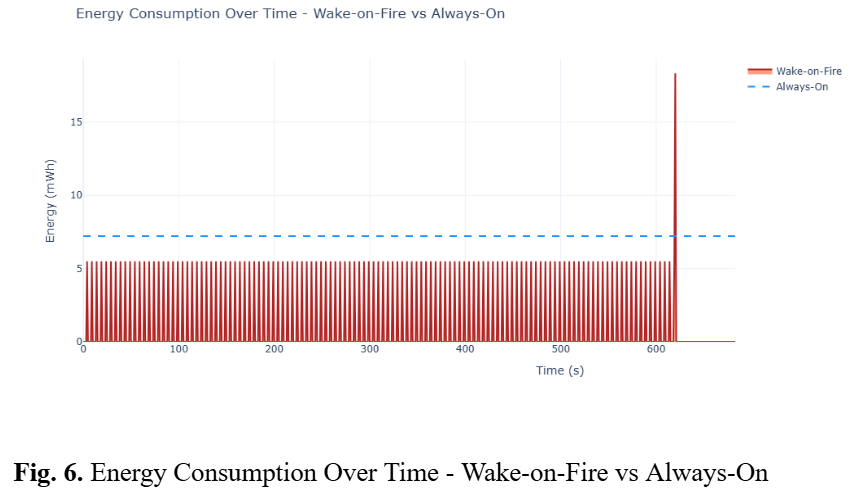 Energy Consumption Over Time - Wake-on-Fire vs Always-On
Wake-on-Fire
Always-On
Energy (mWh)
15
10
5
0
0 100 200 300 400 500 600
Time (s)
Fig. 6. Energy Consumption Over Time - Wake-on-Fire vs Always-On